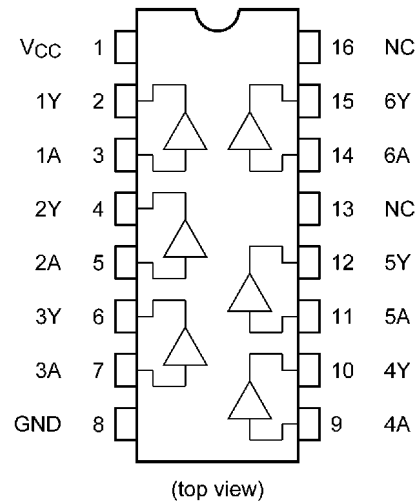 VCC 1 16 NC
1Y 2 15 6Y
1A 3 14 6A
2Y 4 13 NC
2A 5 12 5Y
3Y 6 11 5A
3A 7 10 4Y
GND 8 9 4A
(top view)